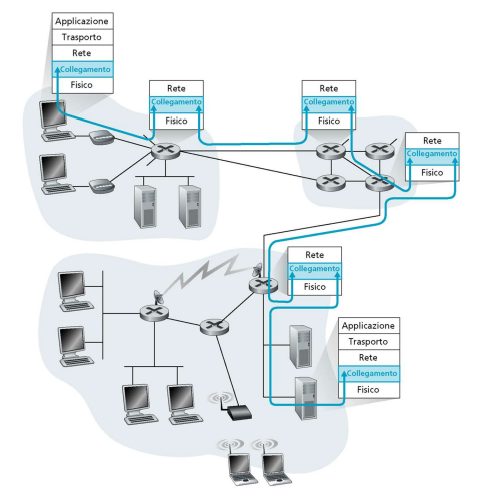 Applicazione
Trasporto
Rete
Collegamento
Fisico
Rete
Collegamento
Fisico
Rete
Collegamento
Fisico
Rete
Collegamento
Fisico
Rete
Collegamento
Fisico
Applicazione
Trasporto
Rete
Collegamento
Fisico